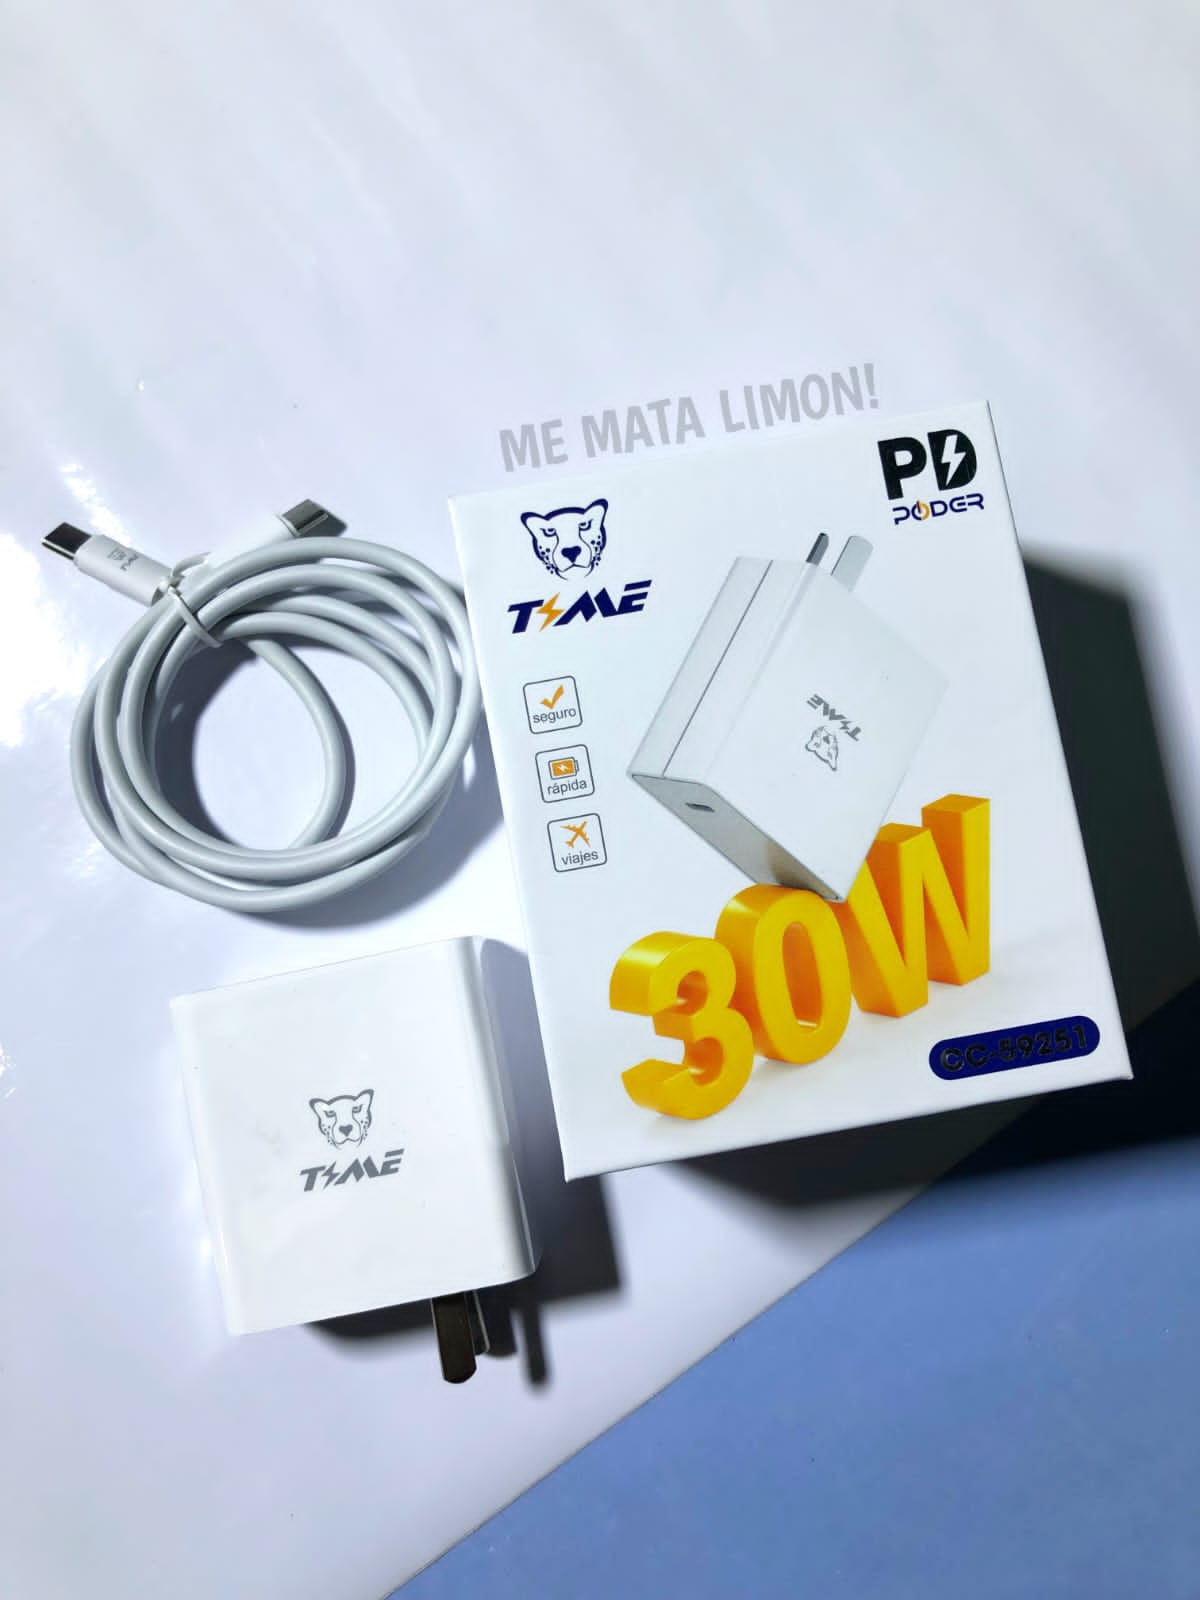 ME MATA LIMON!
PD
PODER
TIME
seguro
rápida
viajes
TIME
30W
CC-59251
TIME